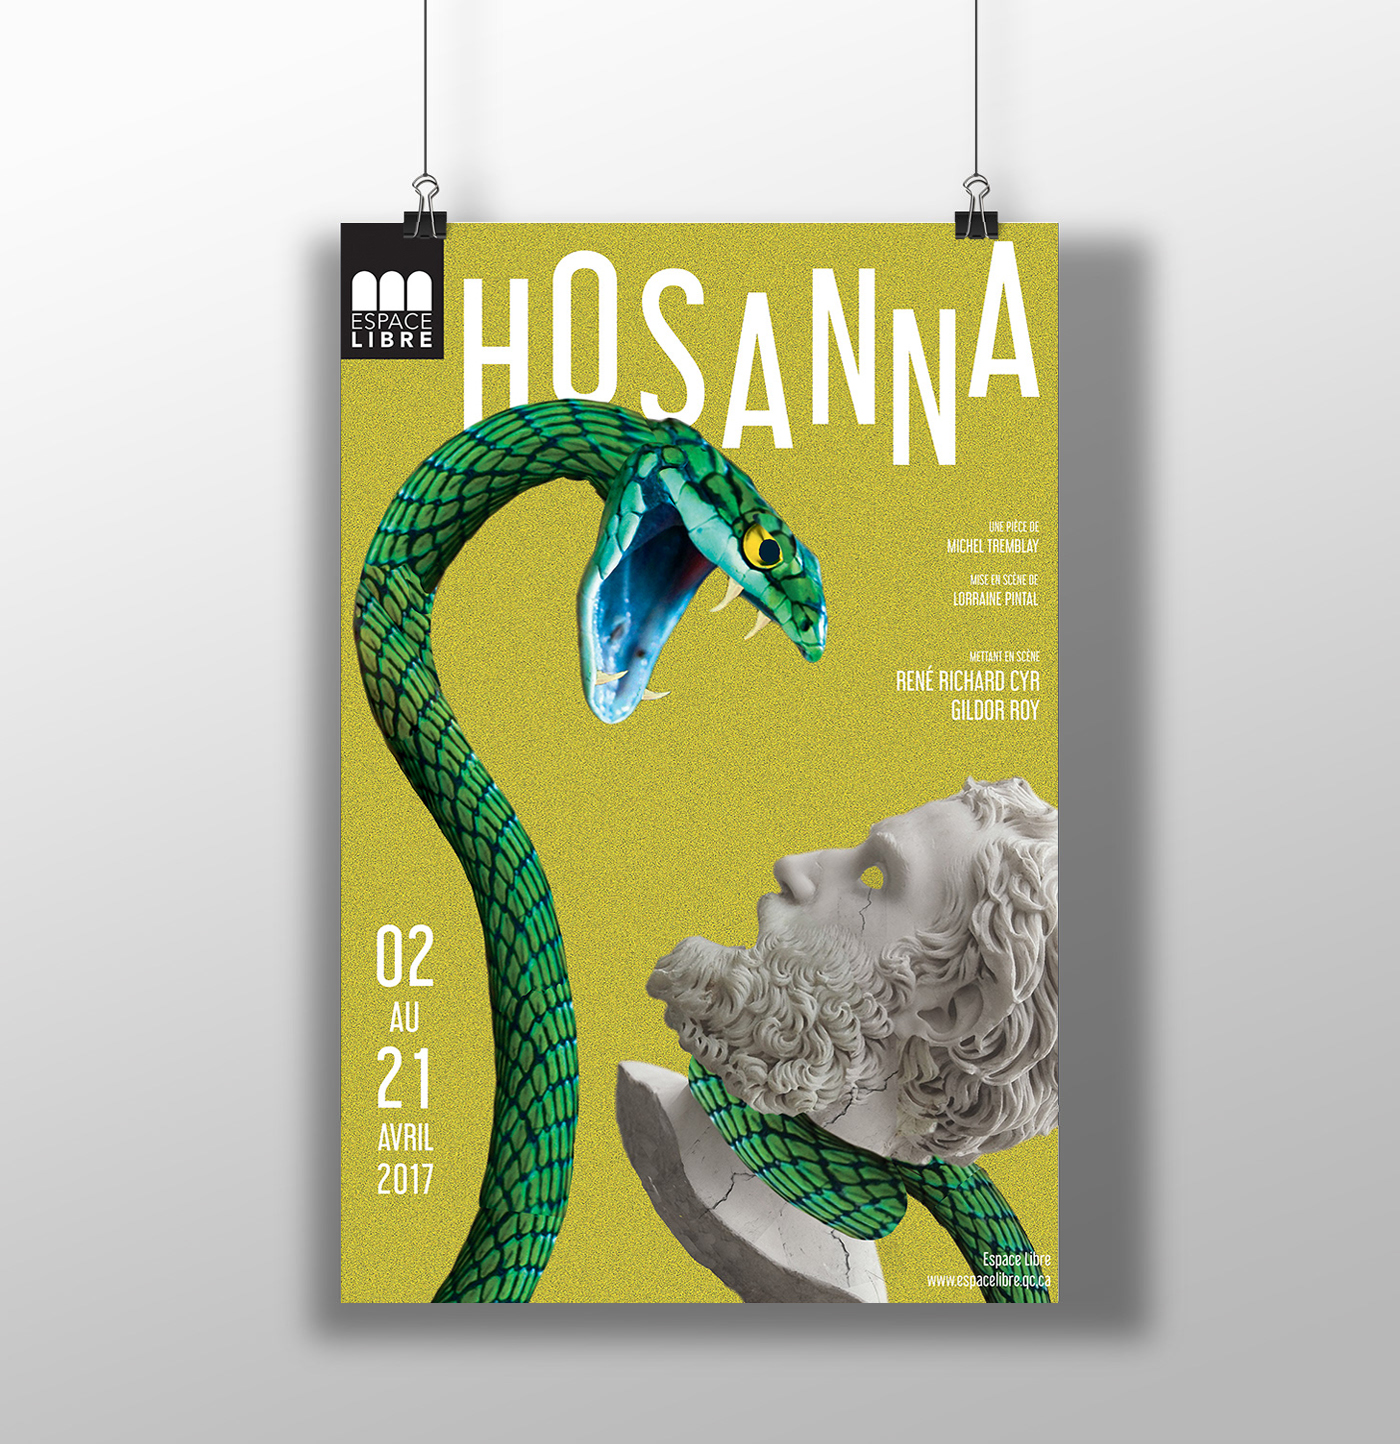 ESPACE
LIBRE
HOSANNA
UNE PIÈCE DE
MICHEL TREMBLAY
MISE EN SCÈNE DE
LORRAINE PINTAL
METTANT EN SCÈNE
RENÉ RICHARD CYR
GILDOR ROY
02
AU
21
AVRIL
2017
Espace Libre
www.espacelibre.qc.ca